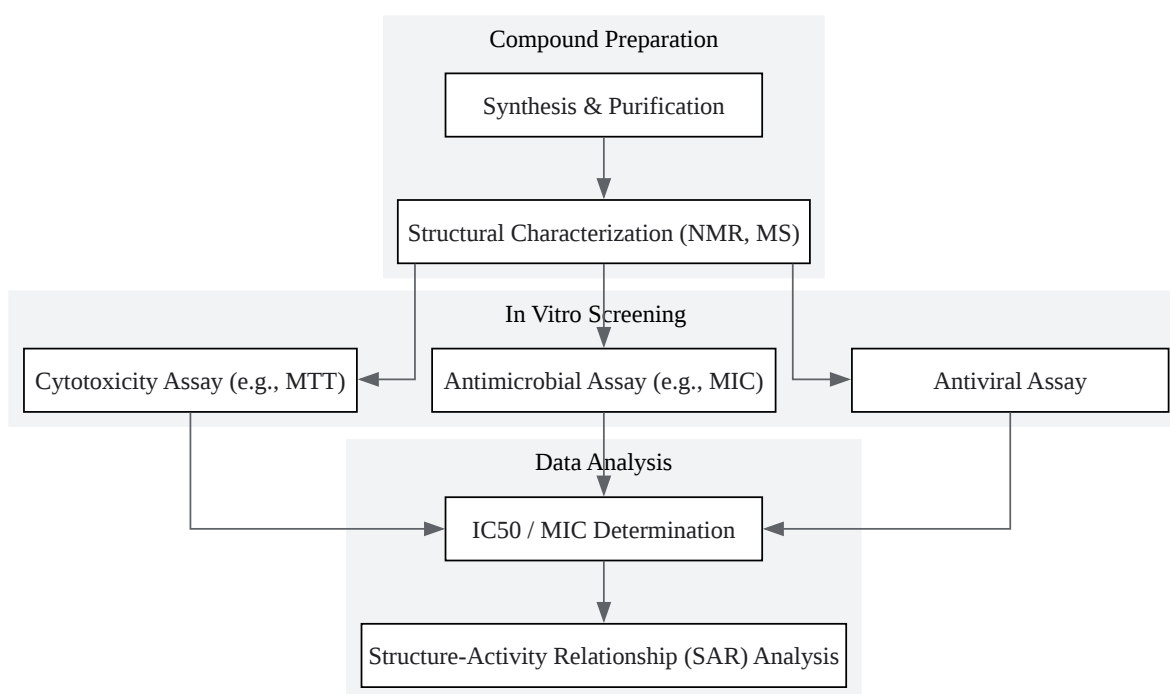 Compound Preparation
Synthesis & Purification
Structural Characterization (NMR, MS)
In Vitro Screening
Cytotoxicity Assay (e.g., MTT)
Antimicrobial Assay (e.g., MIC)
Antiviral Assay
Data Analysis
IC50 / MIC Determination
Structure-Activity Relationship (SAR) Analysis